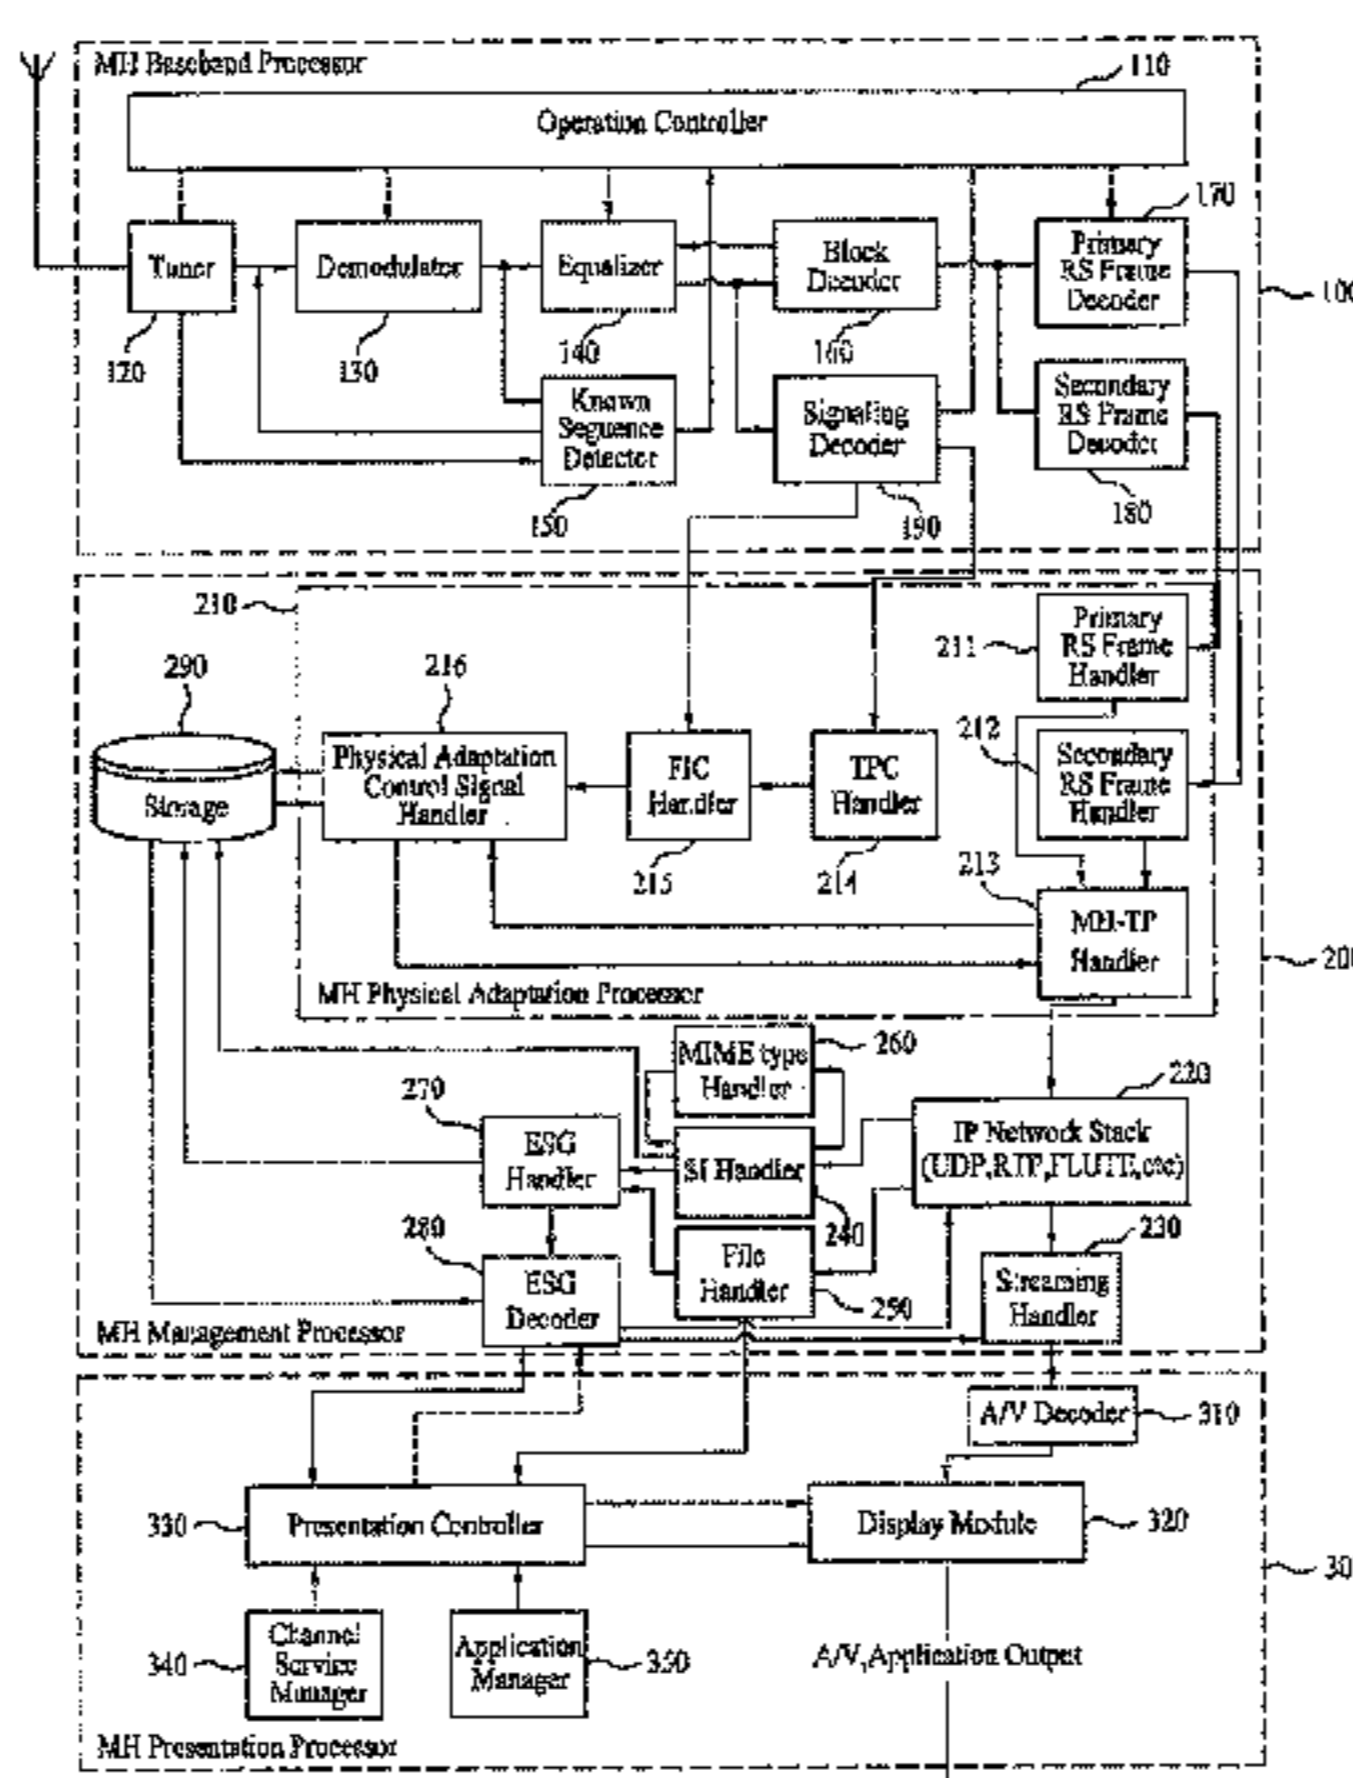 MH Baseband Processor
110
Operation Controller
170
Tuner
Demodulator
Equalizer
Block
Decoder
Primary
RS Frame
Decoder
100
120
130
140
160
Known
Sequence
Detector
Signaling
Decoder
Secondary
RS Frame
Decoder
150
190
180
210
Primary
RS Frame
Handler
211
290
216
212
Storage
Physical Adaptation
Control Signal
Handler
FIC
Handler
TPC
Handler
Secondary
RS Frame
Handler
215
214
213
MH-TP
Handler
200
MH Physical Adaptation Processor
MIME type
Handler
260
220
270
ESG
Handler
SI Handler
IP Network Stack
(UDP,RTP,FLUTE,etc)
240
230
280
ESG
Decoder
File
Handler
250
Streaming
Handler
MH Management Processor
A/V Decoder
310
330
Presentation Controller
Display Module
320
30
340
Channel
Service
Manager
Application
Manager
350
A/V,Application Output
MH Presentation Processor